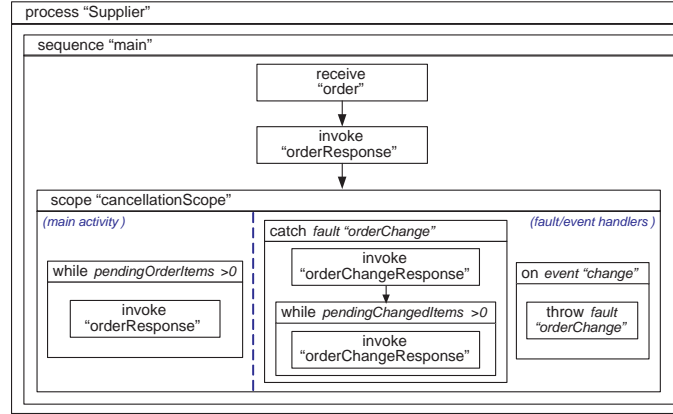 process “Supplier”
sequence “main”
receive
“order”
invoke
“orderResponse”
scope “cancellationScope”
(main activity )
(fault/event handlers )
catch fault “orderChange”
invoke
“orderChangeResponse”
while pendingOrderItems >0
invoke
“orderResponse”
while pendingChangedItems >0
invoke
“orderChangeResponse”
on event “change”
throw fault
“orderChange”